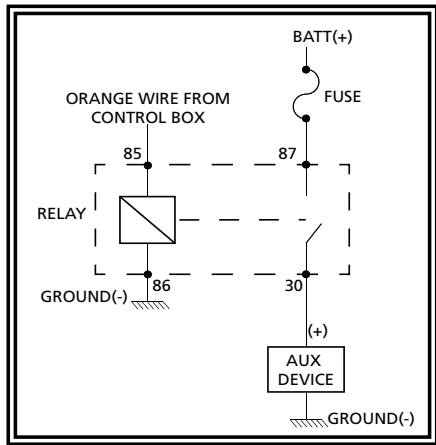 BATT(+)
FUSE
ORANGE WIRE FROM
CONTROL BOX
85
87
RELAY
86
30
GROUND(-)
(+)
AUX
DEVICE
GROUND(-)